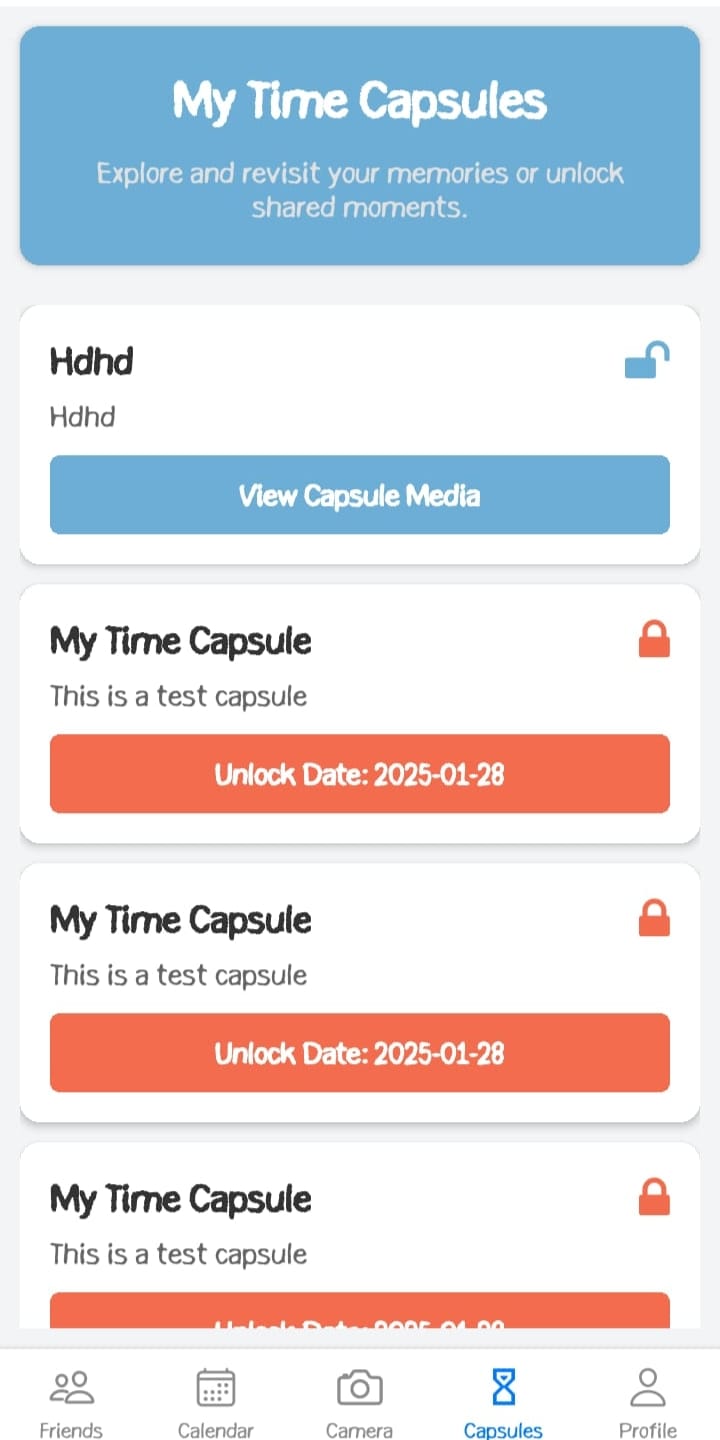 My Time Capsules
Explore and revisit your memories or unlock
shared moments.
Hdhd
Hdhd
View Capsule Media
My Time Capsule
This is a test capsule
Unlock Date: 2025-01-28
My Time Capsule
This is a test capsule
Unlock Date: 2025-01-28
My Time Capsule
This is a test capsule
Friends
Calendar
Camera
Capsules
Profile